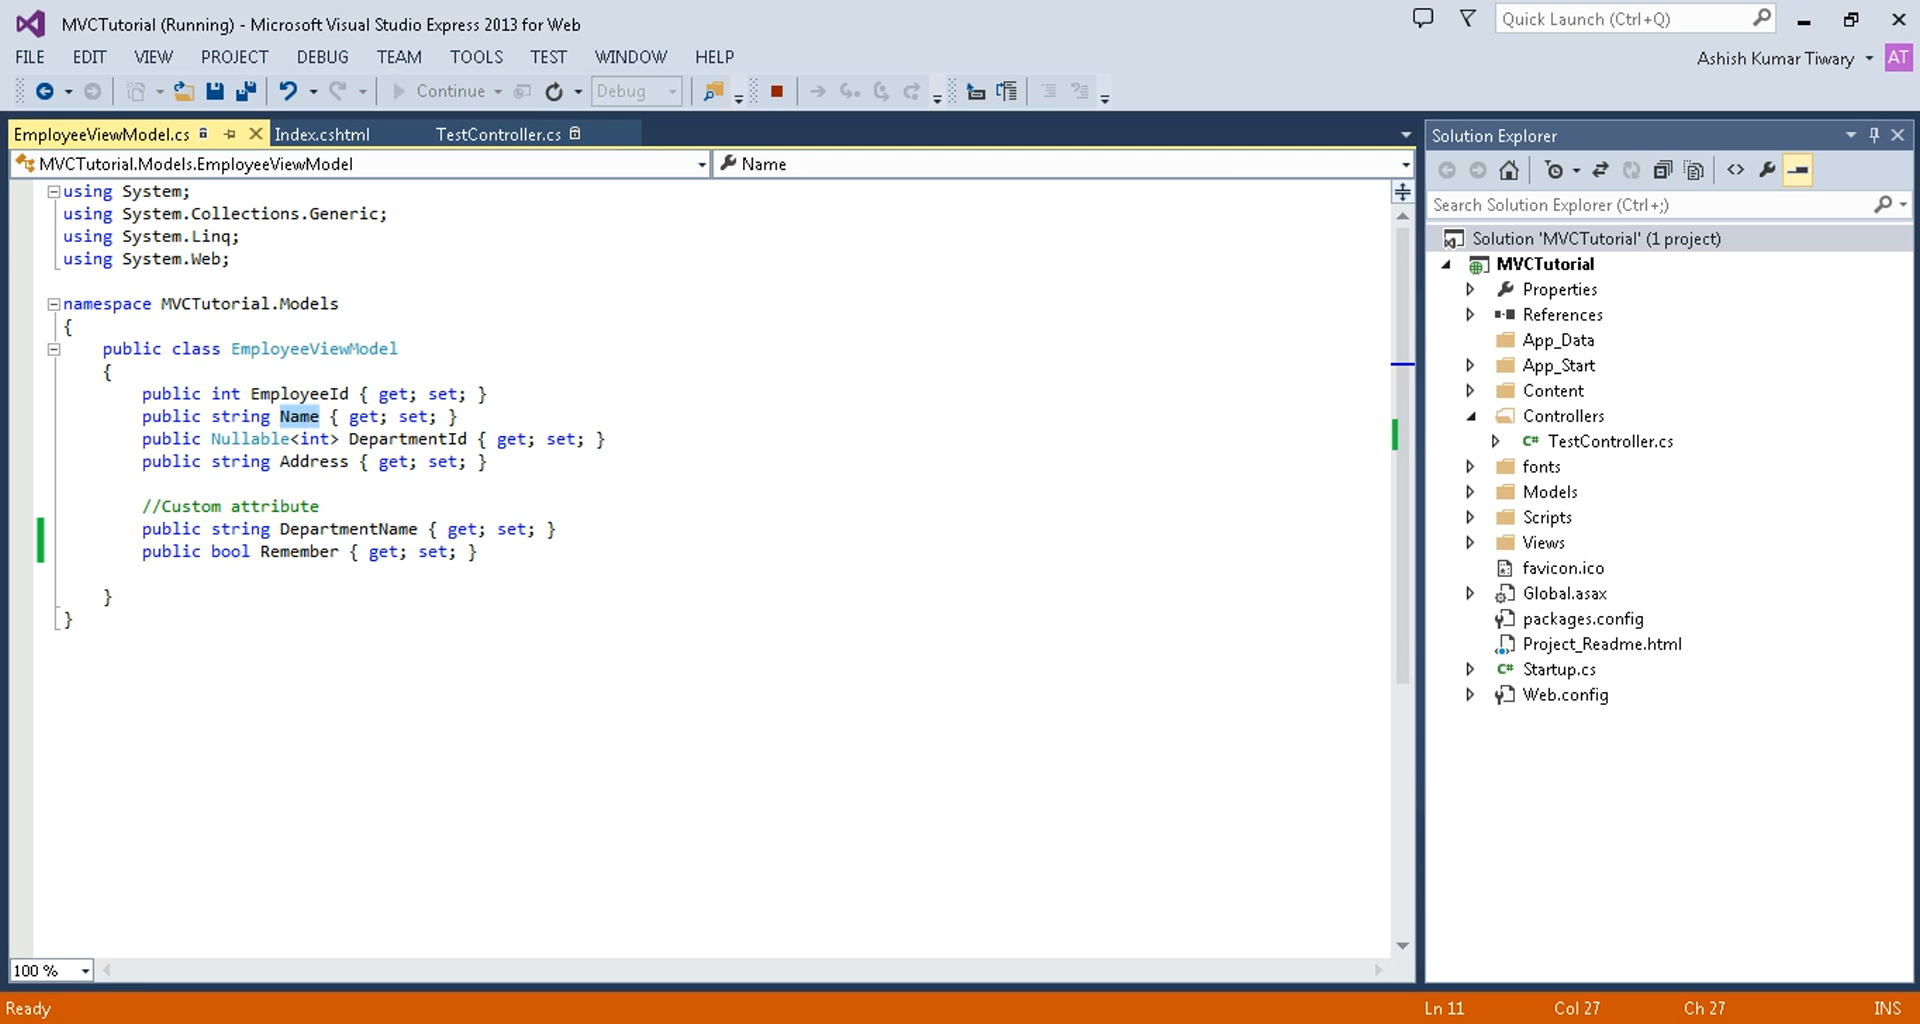 MVCTutorial (Running) - Microsoft Visual Studio Express 2013 for Web
Quick Launch (Ctrl+Q)
FILE EDIT VIEW PROJECT DEBUG TEAM TOOLS TEST WINDOW HELP
Ashish Kumar Tiwary AT
Continue Debug
EmployeeViewModel.cs Index.cshtml TestController.cs
MVCTutorial.Models.EmployeeViewModel Name
using System;
using System.Collections.Generic;
using System.Linq;
using System.Web;
namespace MVCTutorial.Models
{
public class EmployeeViewModel
{
public int EmployeeId { get; set; }
public string Name { get; set; }
public Nullable<int> DepartmentId { get; set; }
public string Address { get; set; }
//Custom attribute
public string DepartmentName { get; set; }
public bool Remember { get; set; }
}
}
100 %
Solution Explorer
Search Solution Explorer (Ctrl+;)
Solution 'MVCTutorial' (1 project)
MVCTutorial
Properties
References
App_Data
App_Start
Content
Controllers
C# TestController.cs
fonts
Models
Scripts
Views
favicon.ico
Global.asax
packages.config
Project_Readme.html
C# Startup.cs
Web.config
Ready Ln 11 Col 27 Ch 27 INS